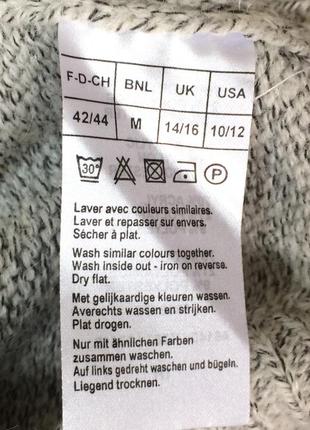 F-D-CH BNL UK USA
42/44 M 14/16 10/12
30° P
Laver avec couleurs similaires.
Laver et repasser sur envers.
Sécher à plat.
Wash similar colours together.
Wash inside out - iron on reverse.
Dry flat.
Met gelijkaardige kleuren wassen.
Averechts wassen en strijken.
Plat drogen.
Nur mit ähnlichen Farben
zusammen waschen.
Auf links gedreht waschen und bügeln.
Liegend trocknen.